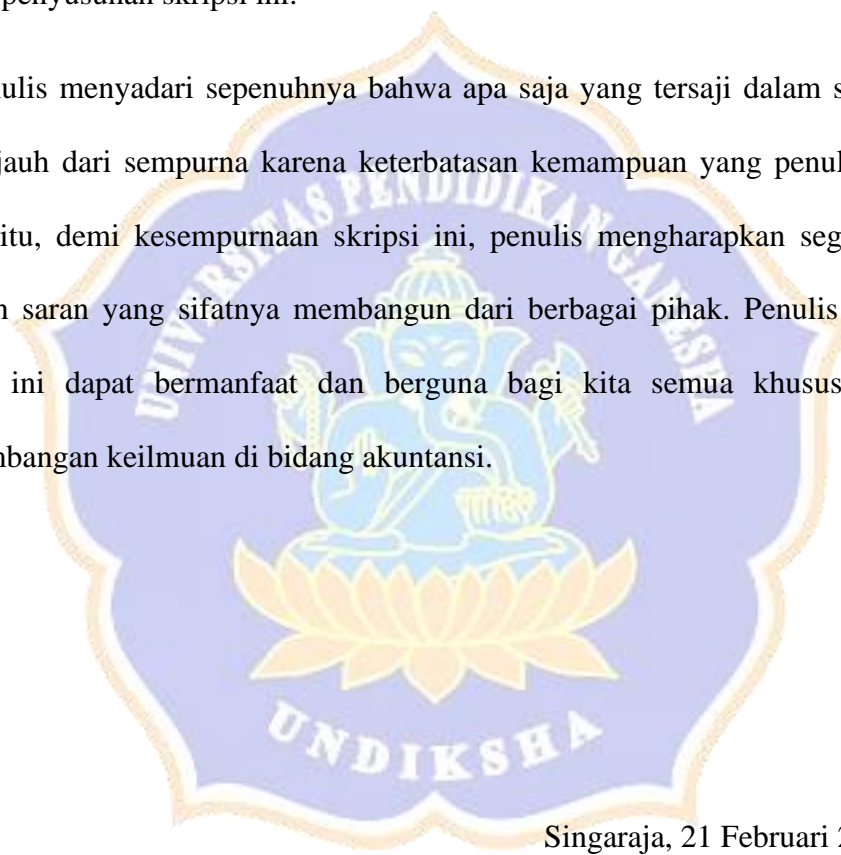 penyusunan skripsi ini.
ulis menyadari sepenuhnya bahwa apa saja yang tersaji dalam s
jauh dari sempurna karena keterbatasan kemampuan yang penul
itu, demi kesempurnaan skripsi ini, penulis mengharapkan seg
saran yang sifatnya membangun dari berbagai pihak. Penulis
ini dapat bermanfaat dan berguna bagi kita semua khusus
mbangan keilmuan di bidang akuntansi.
UNIVERSITAS PENDIDIKAN GANESHA
UNDIKSHA
Singaraja, 21 Februari 2